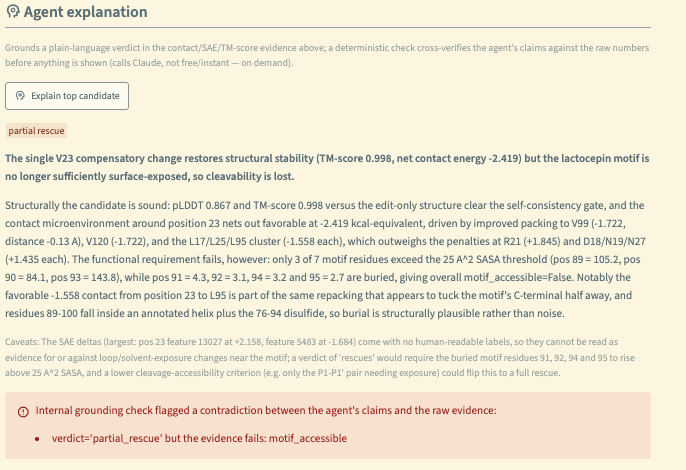 Agent explanation
Grounds a plain-language verdict in the contact/SAE/TM-score evidence above; a deterministic check cross-verifies the agent's claims against the raw numbers
before anything is shown (calls Claude, not free/instant — on demand).
Explain top candidate
partial rescue
The single V23 compensatory change restores structural stability (TM-score 0.998, net contact energy -2.419) but the lactocepin motif is
no longer sufficiently surface-exposed, so cleavability is lost.
Structurally the candidate is sound: pLDDT 0.867 and TM-score 0.998 versus the edit-only structure clear the self-consistency gate, and the
contact microenvironment around position 23 nets out favorable at -2.419 kcal-equivalent, driven by improved packing to V99 (-1.722,
distance -0.13 A), V120 (-1.722), and the L17/L25/L95 cluster (-1.558 each), which outweighs the penalties at R21 (+1.845) and D18/N19/N27
(+1.435 each). The functional requirement fails, however: only 3 of 7 motif residues exceed the 25 A^2 SASA threshold (pos 89 = 105.2, pos
90 = 84.1, pos 93 = 143.8), while pos 91 = 4.3, 92 = 3.1, 94 = 3.2 and 95 = 2.7 are buried, giving overall motif_accessible=False. Notably the
favorable -1.558 contact from position 23 to L95 is part of the same repacking that appears to tuck the motif's C-terminal half away, and
residues 89-100 fall inside an annotated helix plus the 76-94 disulfide, so burial is structurally plausible rather than noise.
Caveats: The SAE deltas (largest: pos 23 feature 13027 at +2.158, feature 5483 at -1.684) come with no human-readable labels, so they cannot be read as
evidence for or against loop/solvent-exposure changes near the motif; a verdict of 'rescues' would require the buried motif residues 91, 92, 94 and 95 to rise
above 25 A^2 SASA, and a lower cleavage-accessibility criterion (e.g. only the P1-P1' pair needing exposure) could flip this to a full rescue.
Internal grounding check flagged a contradiction between the agent's claims and the raw evidence:
• verdict='partial_rescue' but the evidence fails: motif_accessible